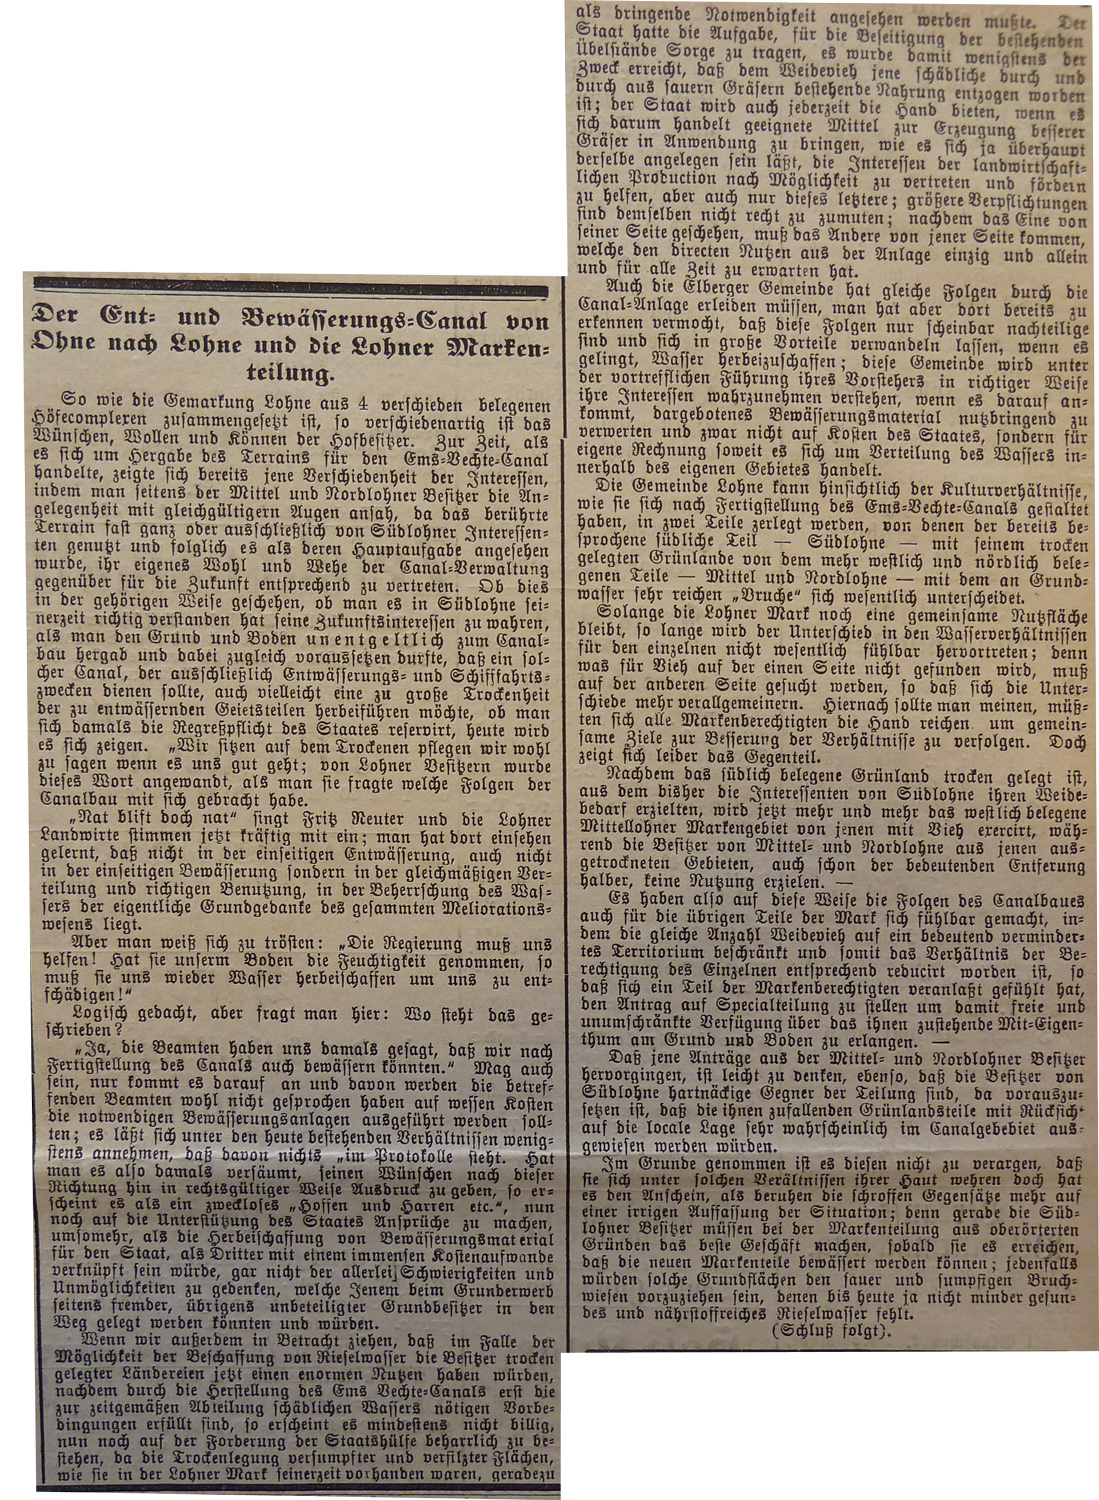 Der Ent- und Bewässerungs-Canal von
Ohne nach Lohne und die Lohner Marken-
teilung.
So wie die Gemarkung Lohne aus 4 verschieden belegenen
Höfecomplexen zusammengesetzt ist, so verschiedenartig ist das
Wünschen, Wollen und Können der Hofbesitzer. Zur Zeit, als
es sich um Hergabe des Terrains für den Ems-Vechte-Canal
handelte, zeigte sich bereits jene Verschiedenheit der Interessen,
indem man seitens der Mittel und Nordlohner Besitzer die An-
gelegenheit mit gleichgültigern Augen ansah, da das berührte
Terrain fast ganz oder ausschließlich von Südlohner Interessen-
ten genutzt und folglich es als deren Hauptaufgabe angesehen
wurde, ihr eigenes Wohl und Wehe der Canal-Verwaltung
gegenüber für die Zukunft entsprechend zu vertreten. Ob dies
in der gehörigen Weise geschehen, ob man es in Südlohne sei-
nerzeit richtig verstanden hat seine Zukunftsinteressen zu wahren,
als man den Grund und Boden unentgeltlich zum Canal-
bau hergab und dabei zugleich voraussetzen durfte, daß ein sol-
cher Canal, der ausschließlich Entwässerungs- und Schifffahrts-
zwecken dienen sollte, auch vielleicht eine zu große Trockenheit
der zu entwässernden Geietsteilen herbeiführen möchte, ob man
sich damals die Regreßpflicht des Staates reservirt, heute wird
es sich zeigen. „Wir sitzen auf dem Trockenen pflegen wir wohl
zu sagen wenn es uns gut geht; von Lohner Besitzern wurde
dieses Wort angewandt, als man sie fragte welche Folgen der
Canalbau mit sich gebracht habe.
„Nat blift doch nat“ singt Fritz Reuter und die Lohner
Landwirte stimmen jetzt kräftig mit ein; man hat dort einsehen
gelernt, daß nicht in der einseitigen Entwässerung, auch nicht
in der einseitigen Bewässerung sondern in der gleichmäßigen Ver-
teilung und richtigen Benutzung, in der Beherrschung des Was-
sers der eigentliche Grundgedanke des gesammten Meliorations-
wesens liegt.
Aber man weiß sich zu trösten: „Die Regierung muß uns
helfen! Hat sie unserm Boden die Feuchtigkeit genommen, so
muß sie uns wieder Wasser herbeischaffen um uns zu ent-
schädigen!“
Logisch gedacht, aber fragt man hier: Wo steht das ge-
schrieben?
„Ja, die Beamten haben uns damals gesagt, daß wir nach
Fertigstellung des Canals auch bewässern könnten.“ Mag auch
sein, nur kommt es darauf an und davon werden die betref-
fenden Beamten wohl nicht gesprochen haben auf wessen Kosten
die notwendigen Bewässerungsanlagen ausgeführt werden soll-
ten; es läßt sich unter den heute bestehenden Verhältnissen wenig-
stens annehmen, daß davon nichts „im Protokolle steht. Hat
man es also damals versäumt, seinen Wünschen nach dieser
Richtung hin in rechtsgültiger Weise Ausdruck zu geben, so er-
scheint es als ein zweckloses „Hoffen und Harren etc.“, nun
noch auf die Unterstützung des Staates Ansprüche zu machen,
umsomehr, als die Herbeischaffung von Bewässerungsmaterial
für den Staat, als Dritter mit einem immensen Kostenaufwande
verknüpft sein würde, gar nicht der allerlei Schwierigkeiten und
Unmöglichkeiten zu gedenken, welche Jenem beim Grunderwerb
seitens fremder, übrigens unbeteiligter Grundbesitzer in den
Weg gelegt werden könnten und würden.
Wenn wir außerdem in Betracht ziehen, daß im Falle der
Möglichkeit der Beschaffung von Rieselwasser die Besitzer trocken
gelegter Ländereien jetzt einen enormen Nutzen haben würden,
nachdem durch die Herstellung des Ems Vechte-Canals erst die
zur zeitgemäßen Abteilung schädlichen Wassers nötigen Vorbe-
dingungen erfüllt sind, so erscheint es mindestens nicht billig,
nun noch auf der Forderung der Staatshülfe beharrlich zu be-
stehen, da die Trockenlegung versumpfter und verfilzter Flächen,
wie sie in der Lohner Mark seinerzeit vorhanden waren, geradezu
als dringende Notwendigkeit angesehen werden mußte. Der
Staat hatte die Aufgabe, für die Beseitigung der bestehenden
Übelstände Sorge zu tragen, es wurde damit wenigstens der
Zweck erreicht, daß dem Weidevieh jene schädliche durch und
durch aus sauern Gräsern bestehende Nahrung entzogen worden
ist; der Staat wird auch jederzeit die Hand bieten, wenn es
sich darum handelt geeignete Mittel zur Erzeugung besserer
Gräser in Anwendung zu bringen, wie es sich ja überhaupt
derselbe angelegen sein läßt, die Interessen der landwirtschaft-
lichen Production nach Möglichkeit zu vertreten und fördern
zu helfen, aber auch nur dieses letztere; größere Verpflichtungen
sind demselben nicht recht zu zumuten; nachdem das Eine von
seiner Seite geschehen, muß das Andere von jener Seite kommen,
welche den directen Nutzen aus der Anlage einzig und allein
und für alle Zeit zu erwarten hat.
Auch die Elberger Gemeinde hat gleiche Folgen durch die
Canal-Anlage erleiden müssen, man hat aber dort bereits zu
erkennen vermocht, daß diese Folgen nur scheinbar nachteilige
sind und sich in große Vorteile verwandeln lassen, wenn es
gelingt, Wasser herbeizuschaffen; diese Gemeinde wird unter
der vortrefflichen Führung ihres Vorstehers in richtiger Weise
ihre Interessen wahrzunehmen verstehen, wenn es darauf an-
kommt, dargebotenes Bewässerungsmaterial nutzbringend zu
verwerten und zwar nicht auf Kosten des Staates, sondern für
eigene Rechnung soweit es sich um Verteilung des Wassers in-
nerhalb des eigenen Gebietes handelt.
Die Gemeinde Lohne kann hinsichtlich der Kulturverhältnisse,
wie sie sich nach Fertigstellung des Ems-Vechte-Canals gestaltet
haben, in zwei Teile zerlegt werden, von denen der bereits be-
sprochene südliche Teil — Südlohne — mit seinem trocken
gelegten Grünlande von dem mehr westlich und nördlich bele-
genen Teile — Mittel und Nordlohne — mit dem an Grund-
wasser sehr reichen „Bruche“ sich wesentlich unterscheidet.
Solange die Lohner Mark noch eine gemeinsame Nutzfläche
bleibt, so lange wird der Unterschied in den Wasserverhältnissen
für den einzelnen nicht wesentlich fühlbar hervortreten; denn
was für Vieh auf der einen Seite nicht gefunden wird, muß
auf der anderen Seite gesucht werden, so daß sich die Unter-
schiede mehr verallgemeinern. Hiernach sollte man meinen, müß-
ten sich alle Markenberechtigten die Hand reichen um gemein-
same Ziele zur Besserung der Verhältnisse zu verfolgen. Doch
zeigt sich leider das Gegenteil.
Nachdem das südlich belegene Grünland trocken gelegt ist,
aus dem bisher die Interessenten von Südlohne ihren Weide-
bedarf erzielten, wird jetzt mehr und mehr das westlich belegene
Mittellohner Markengebiet von jenen mit Vieh exercirt, wäh-
rend die Besitzer von Mittel- und Nordlohne aus jenen aus-
getrockneten Gebieten, auch schon der bedeutenden Entferung
halber, keine Nutzung erzielen. —
Es haben also auf diese Weise die Folgen des Canalbaues
auch für die übrigen Teile der Mark sich fühlbar gemacht, in-
dem die gleiche Anzahl Weidevieh auf ein bedeutend verminder-
tes Territorium beschränkt und somit das Verhältnis der Be-
rechtigung des Einzelnen entsprechend reducirt worden ist, so
daß sich ein Teil der Markenberechtigten veranlaßt gefühlt hat,
den Antrag auf Specialteilung zu stellen um damit freie und
unumschränkte Verfügung über das ihnen zustehende Mit-Eigen-
thum am Grund und Boden zu erlangen. —
Daß jene Anträge aus der Mittel- und Nordlohner Besitzer
hervorgingen, ist leicht zu denken, ebenso, daß die Besitzer von
Südlohne hartnäckige Gegner der Teilung sind, da vorauszu-
setzen ist, daß die ihnen zufallenden Grünlandsteile mit Rücksicht
auf die locale Lage sehr wahrscheinlich im Canalgebebiet aus-
gewiesen werden würden.
Im Grunde genommen ist es diesen nicht zu verargen, daß
sie sich unter solchen Verältnissen ihrer Haut wehren doch hat
es den Anschein, als beruhen die schroffen Gegensätze mehr auf
einer irrigen Auffassung der Situation; denn gerade die Süd-
lohner Besitzer müssen bei der Markenteilung aus oberörterten
Gründen das beste Geschäft machen, sobald sie es erreichen,
daß die neuen Markenteile bewässert werden können; jedenfalls
würden solche Grundflächen den sauer und sumpfigen Bruch-
wiesen vorzuziehen sein, denen bis heute ja nicht minder gesun-
des und nährstoffreiches Rieselwasser fehlt.
(Schluß folgt).